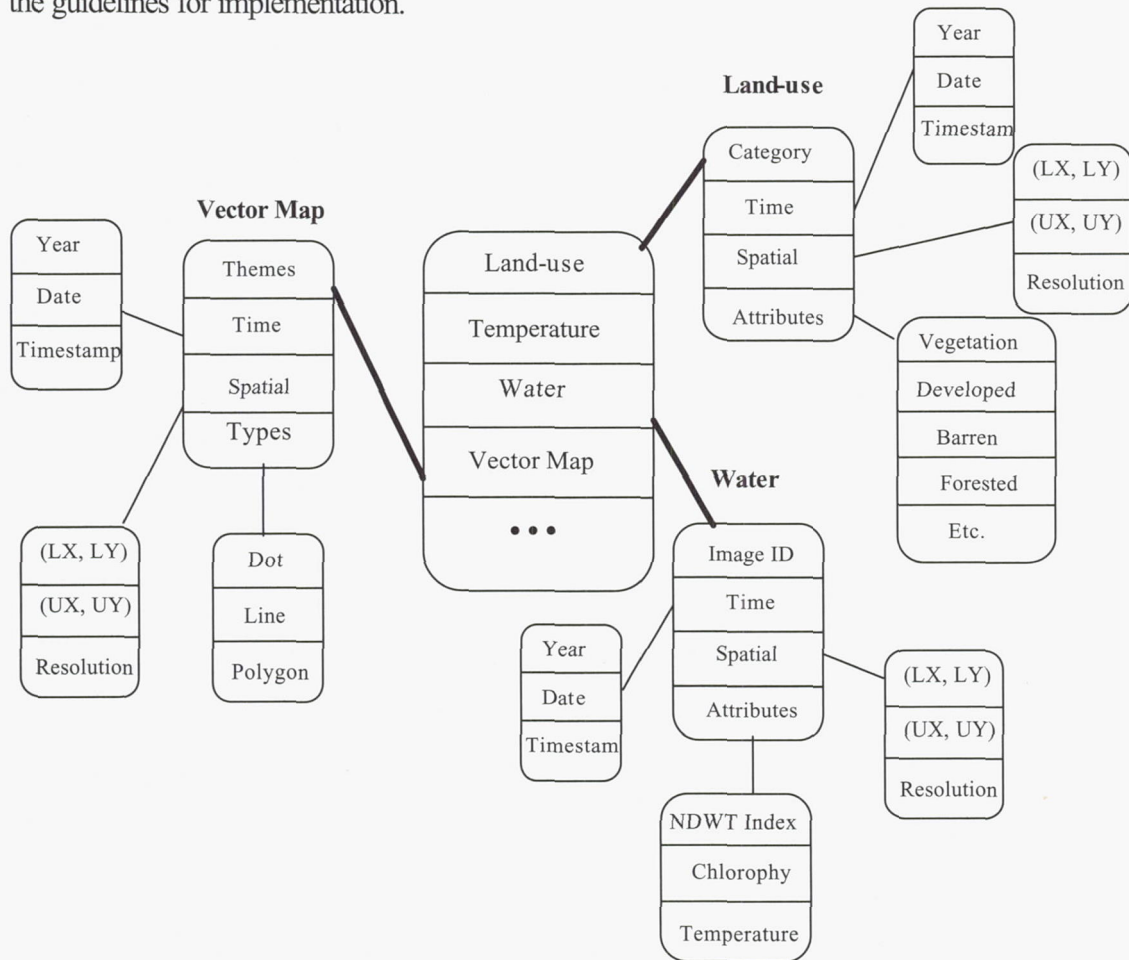 the guidelines for implementation.
Vector Map
Year
Date
Timestamp
Themes
Time
Spatial
Types
(LX, LY)
(UX, UY)
Resolution
Dot
Line
Polygon
Land-use
Temperature
Water
Vector Map
•••
Land-use
Category
Time
Spatial
Attributes
Year
Date
Timestam
(LX, LY)
(UX, UY)
Resolution
Vegetation
Developed
Barren
Forested
Etc.
Water
Image ID
Time
Spatial
Attributes
Year
Date
Timestam
(LX, LY)
(UX, UY)
Resolution
NDWT Index
Chlorophy
Temperature